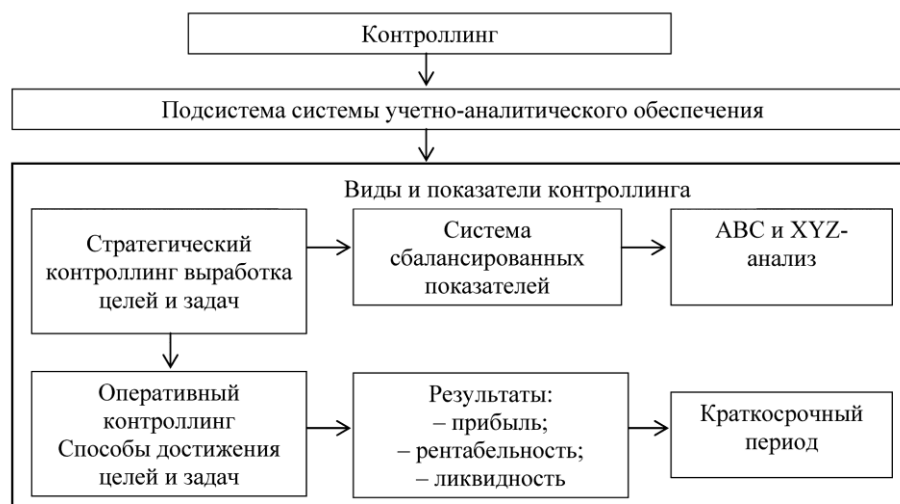 Контроллинг
Подсистема системы учетно-аналитического обеспечения
Виды и показатели контроллинга
Стратегический
контроллинг выработка
целей и задач
Система
сбалансированных
показателей
ABC и XYZ-
анализ
Оперативный
контроллинг
Способы достижения
целей и задач
Результаты:
– прибыль;
– рентабельность;
– ликвидность
Краткосрочный
период